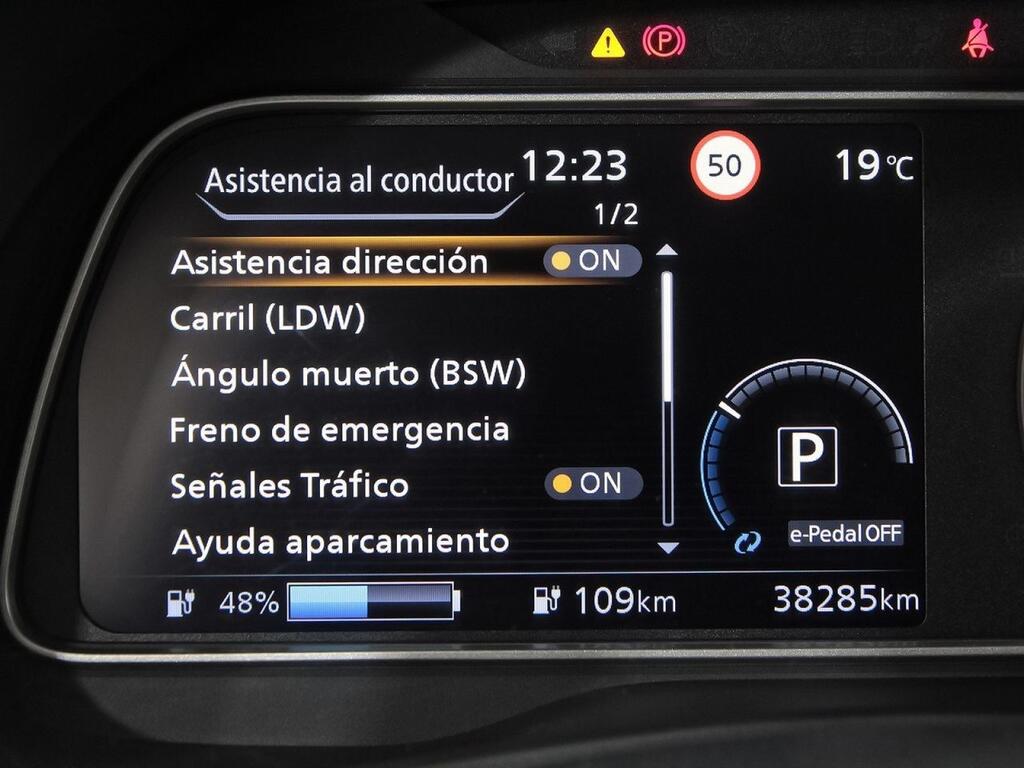 P
Asistencia al conductor 12:23 50 19 °C
1/2
Asistencia dirección ON
Carril (LDW)
Ángulo muerto (BSW)
Freno de emergencia
Señales Tráfico ON
Ayuda aparcamiento
P
e-Pedal OFF
48% 109km 38285km